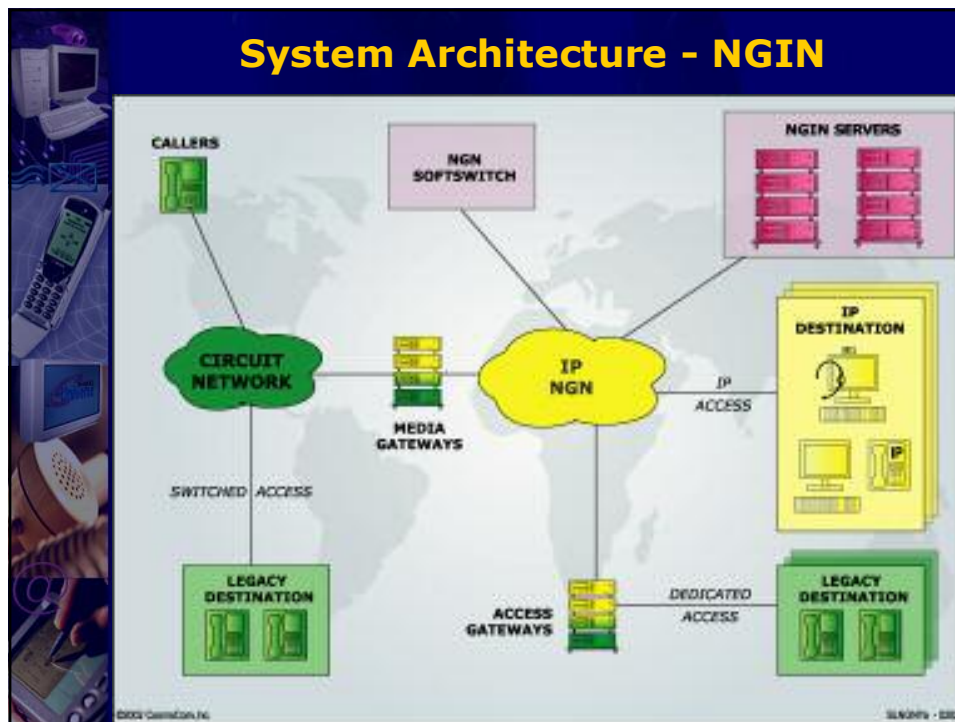 System Architecture - NGIN
CALLERS
NGN
SOFTSWITCH
NGIN SERVERS
CIRCUIT
NETWORK
MEDIA
GATEWAYS
IP
NGN
IP
ACCESS
IP
DESTINATION
IP
SWITCHED ACCESS
LEGACY
DESTINATION
ACCESS
GATEWAYS
DEDICATED
ACCESS
LEGACY
DESTINATION
@